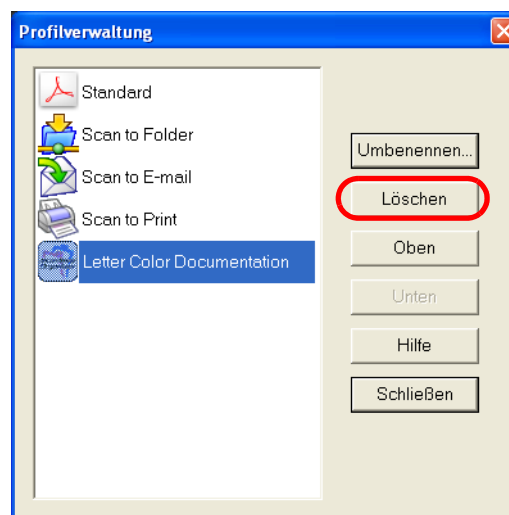 Profilverwaltung
Standard
Scan to Folder
Scan to E-mail
Scan to Print
Letter Color Documentation
Umbenennen...
Löschen
Oben
Unten
Hilfe
Schließen